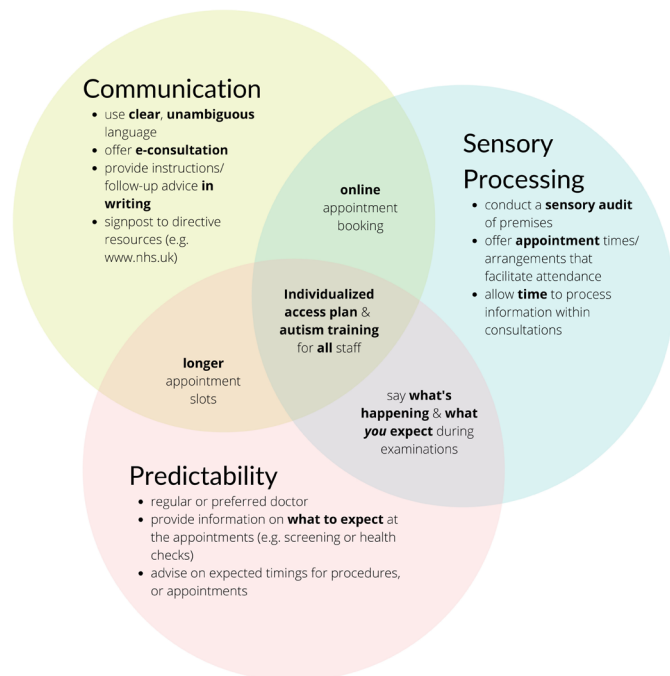 Communication
• use clear, unambiguous
language
• offer e-consultation
• provide instructions/
follow-up advice in
writing
• signpost to directive
resources (e.g.
www.nhs.uk)
Sensory
Processing
• conduct a sensory audit
of premises
• offer appointment times/
arrangements that
facilitate attendance
• allow time to process
information within
consultations
online
appointment
booking
Individualized
access plan &
autism training
for all staff
longer
appointment
slots
say what's
happening & what
you expect during
examinations
Predictability
• regular or preferred doctor
• provide information on what to expect at
the appointments (e.g. screening or health
checks)
• advise on expected timings for procedures,
or appointments